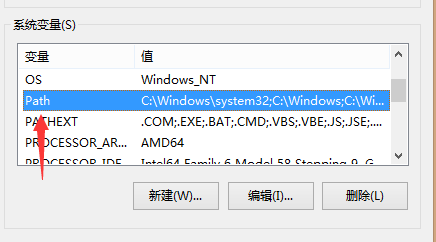 系统变量(S)
变量 值
OS Windows_NT
Path C:\Windows\system32;C:\Windows;C:\Wi...
PATHEXT .COM;.EXE;.BAT;.CMD;.VBS;.VBE;.JS;.JSE;....
PROCESSOR_AR... AMD64
PROCESSOR_IDE Intel64 Family 6 Model 58 Stepping 9, G
新建(W)... 编辑(I)... 删除(L)